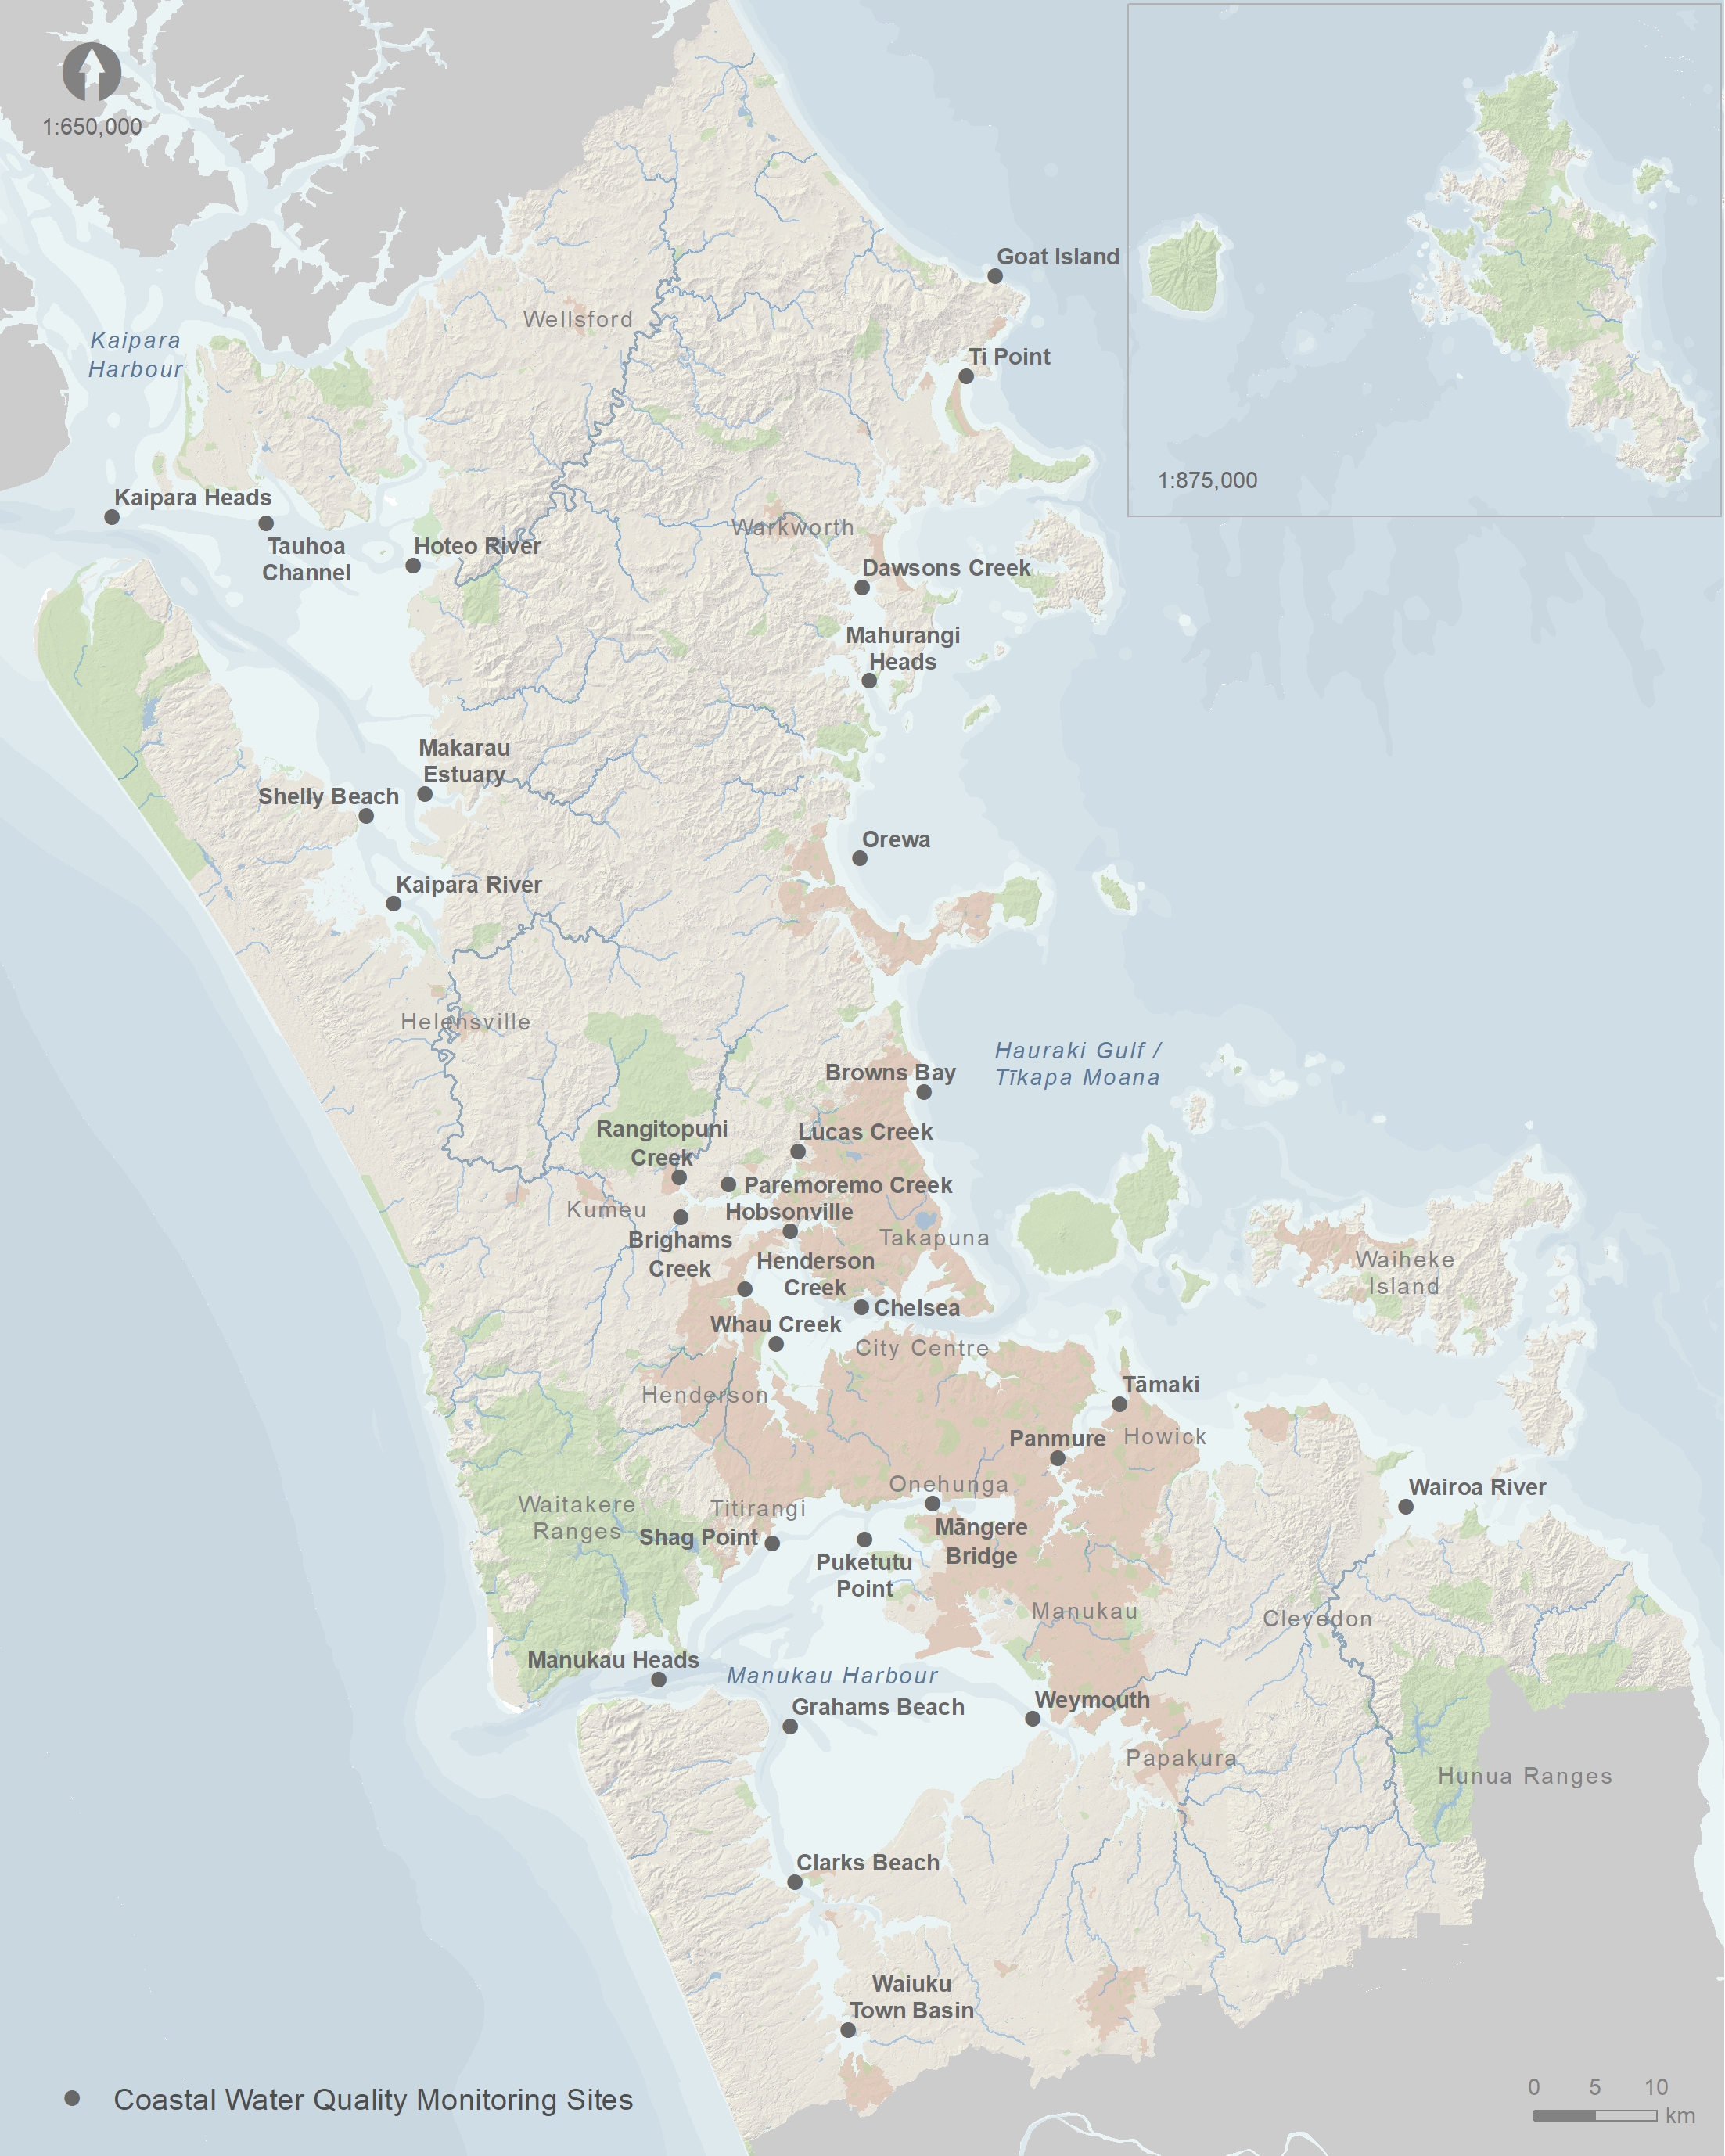 1:650,000
Goat Island
Wellsford
Kaipara
Harbour
Ti Point
1:875,000
Kaipara Heads
Tauhoa
Channel
Hoteo River
Warkworth
Dawsons Creek
Mahurangi
Heads
Makarau
Estuary
Shelly Beach
Orewa
Kaipara River
Helensville
Hauraki Gulf /
Tīkapa Moana
Browns Bay
Rangitopuni
Creek
Lucas Creek
Paremoremo Creek
Kumeu
Hobsonville
Brighams
Creek
Takapuna
Henderson
Creek
Waiheke
Island
Chelsea
Whau Creek
City Centre
Henderson
Tāmaki
Panmure
Howick
Onehunga
Wairoa River
Waitakere
Ranges
Titirangi
Shag Point
Māngere
Bridge
Puketutu
Point
Manukau
Clevedon
Manukau Heads
Manukau Harbour
Grahams Beach
Weymouth
Papakura
Hunua Ranges
Clarks Beach
Waiuku
Town Basin
Coastal Water Quality Monitoring Sites
0 5 10
km